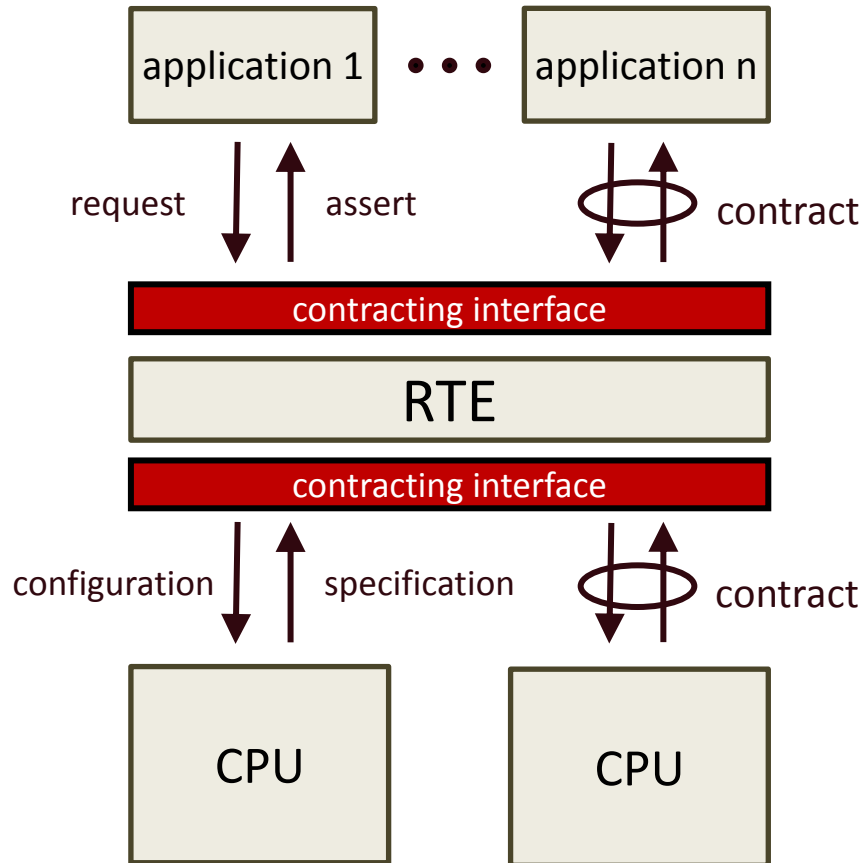 application 1
application n
request
assert
contract
contracting interface
RTE
contracting interface
configuration
specification
contract
CPU
CPU